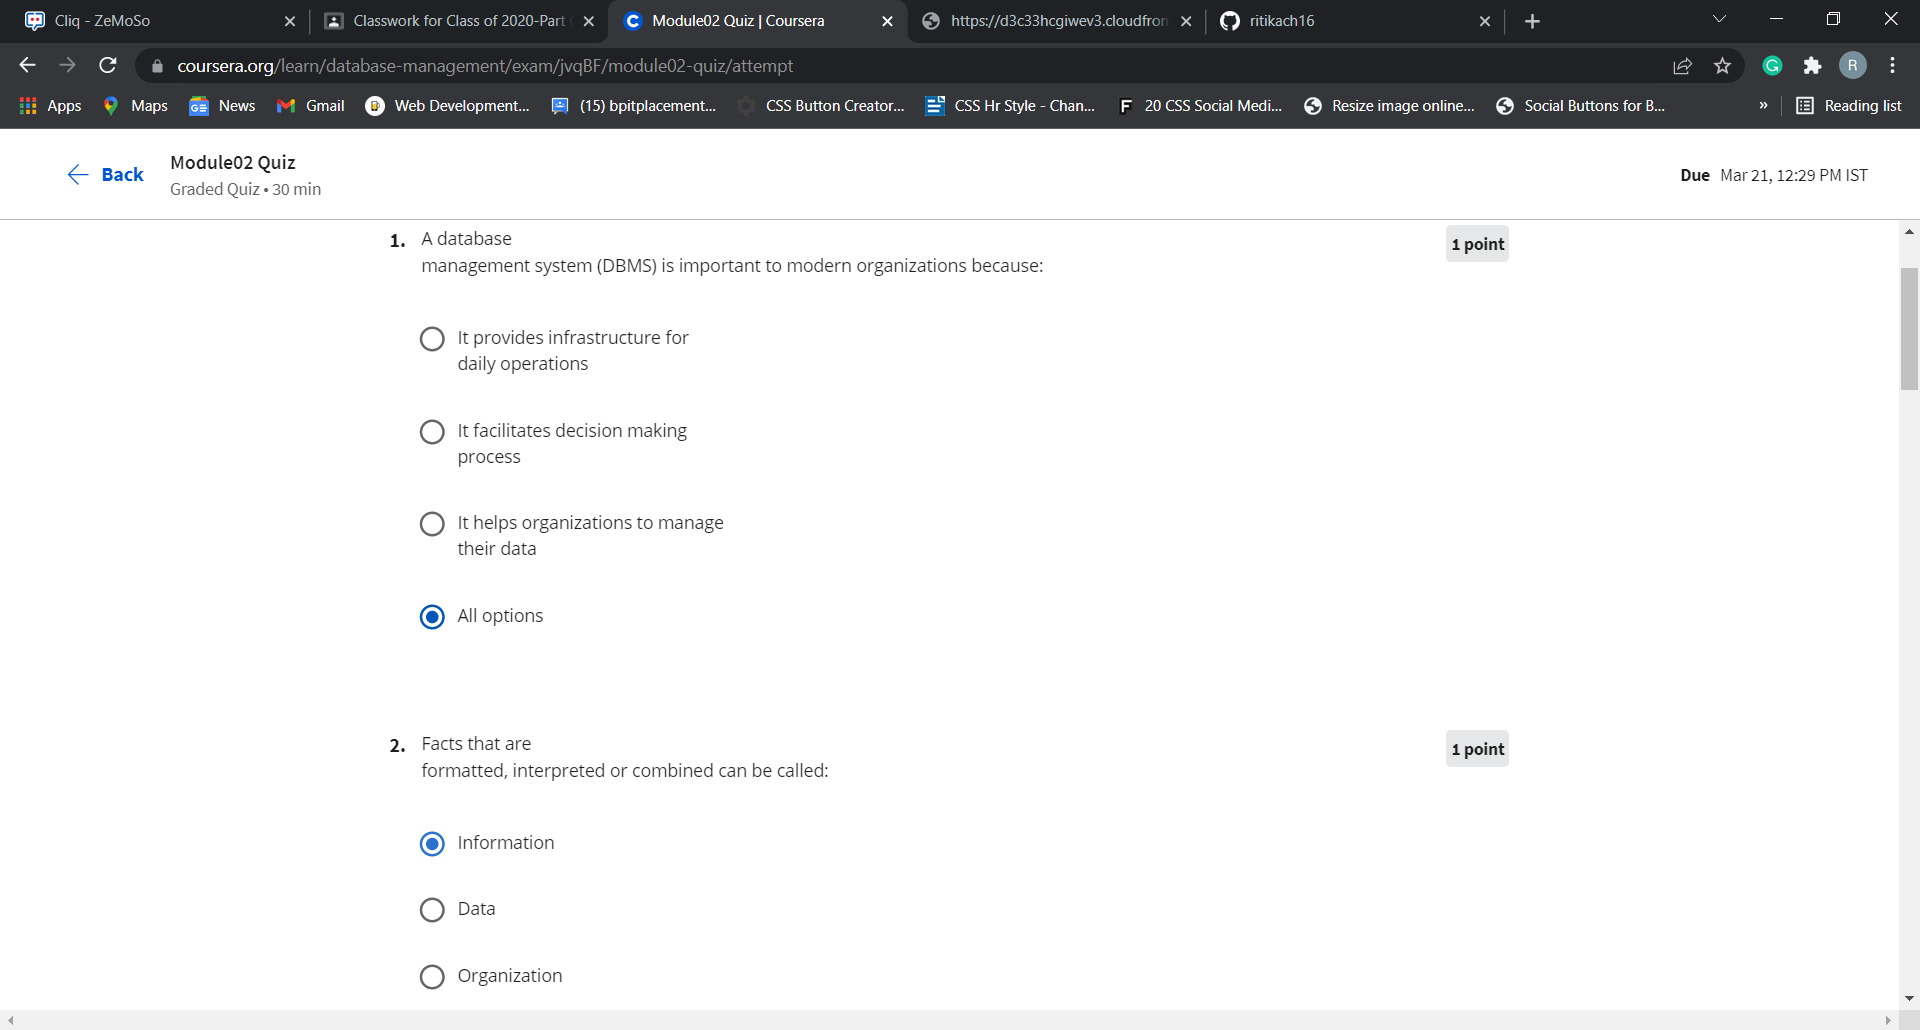 Cliq - ZeMoSo
Classwork for Class of 2020-Part
Module02 Quiz | Coursera
https://d3c33hcgiwev3.cloudfron
ritikach16
coursera.org/learn/database-management/exam/jvqBF/module02-quiz/attempt
G
R
Apps
Maps
News
Gmail
Web Development...
(15) bpitplacement...
CSS Button Creator...
CSS Hr Style - Chan...
20 CSS Social Medi...
Resize image online...
Social Buttons for B...
»
Reading list
Back
Module02 Quiz
Graded Quiz • 30 min
Due Mar 21, 12:29 PM IST
1. A database
management system (DBMS) is important to modern organizations because:
1 point
It provides infrastructure for
daily operations
It facilitates decision making
process
It helps organizations to manage
their data
All options
2. Facts that are
formatted, interpreted or combined can be called:
1 point
Information
Data
Organization